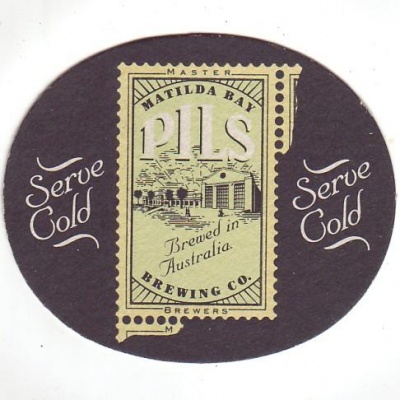 MASTER
MATILDA BAY
PILS
Serve
Cold
Serve
Cold
Brewed in
Australia.
BREWING CO.
BREWERS
M